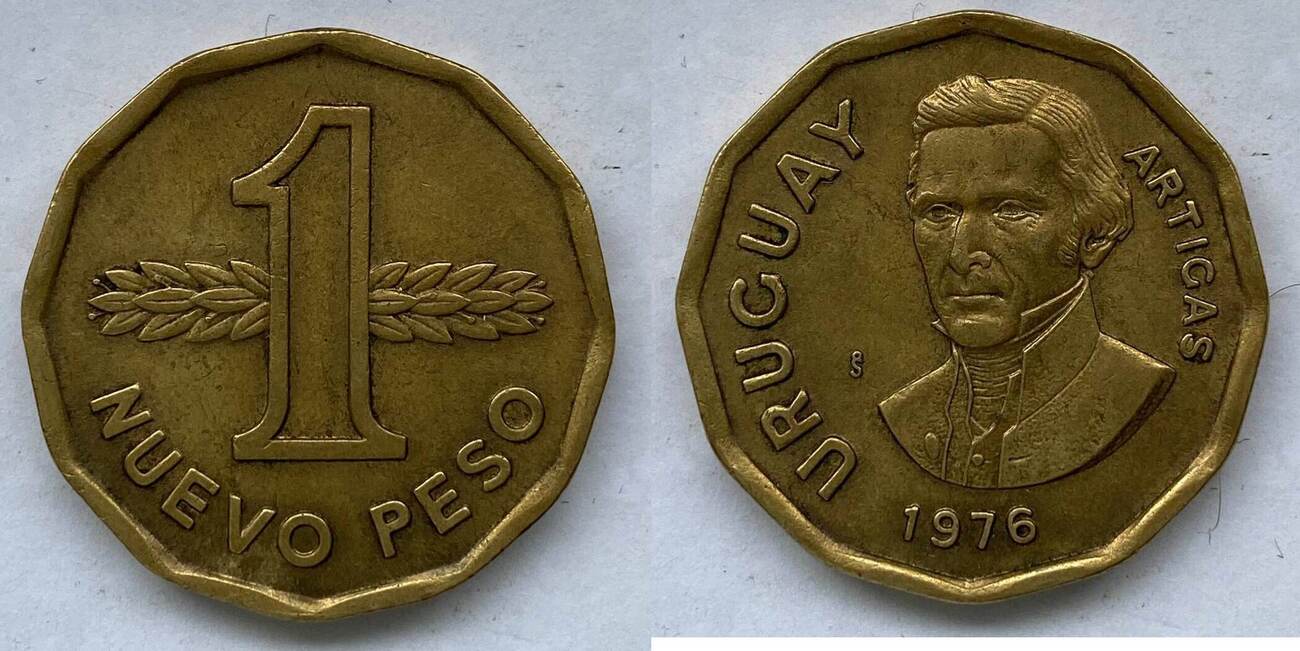 1
NUEVO PESO
URUGUAY
ARTIGAS
1976